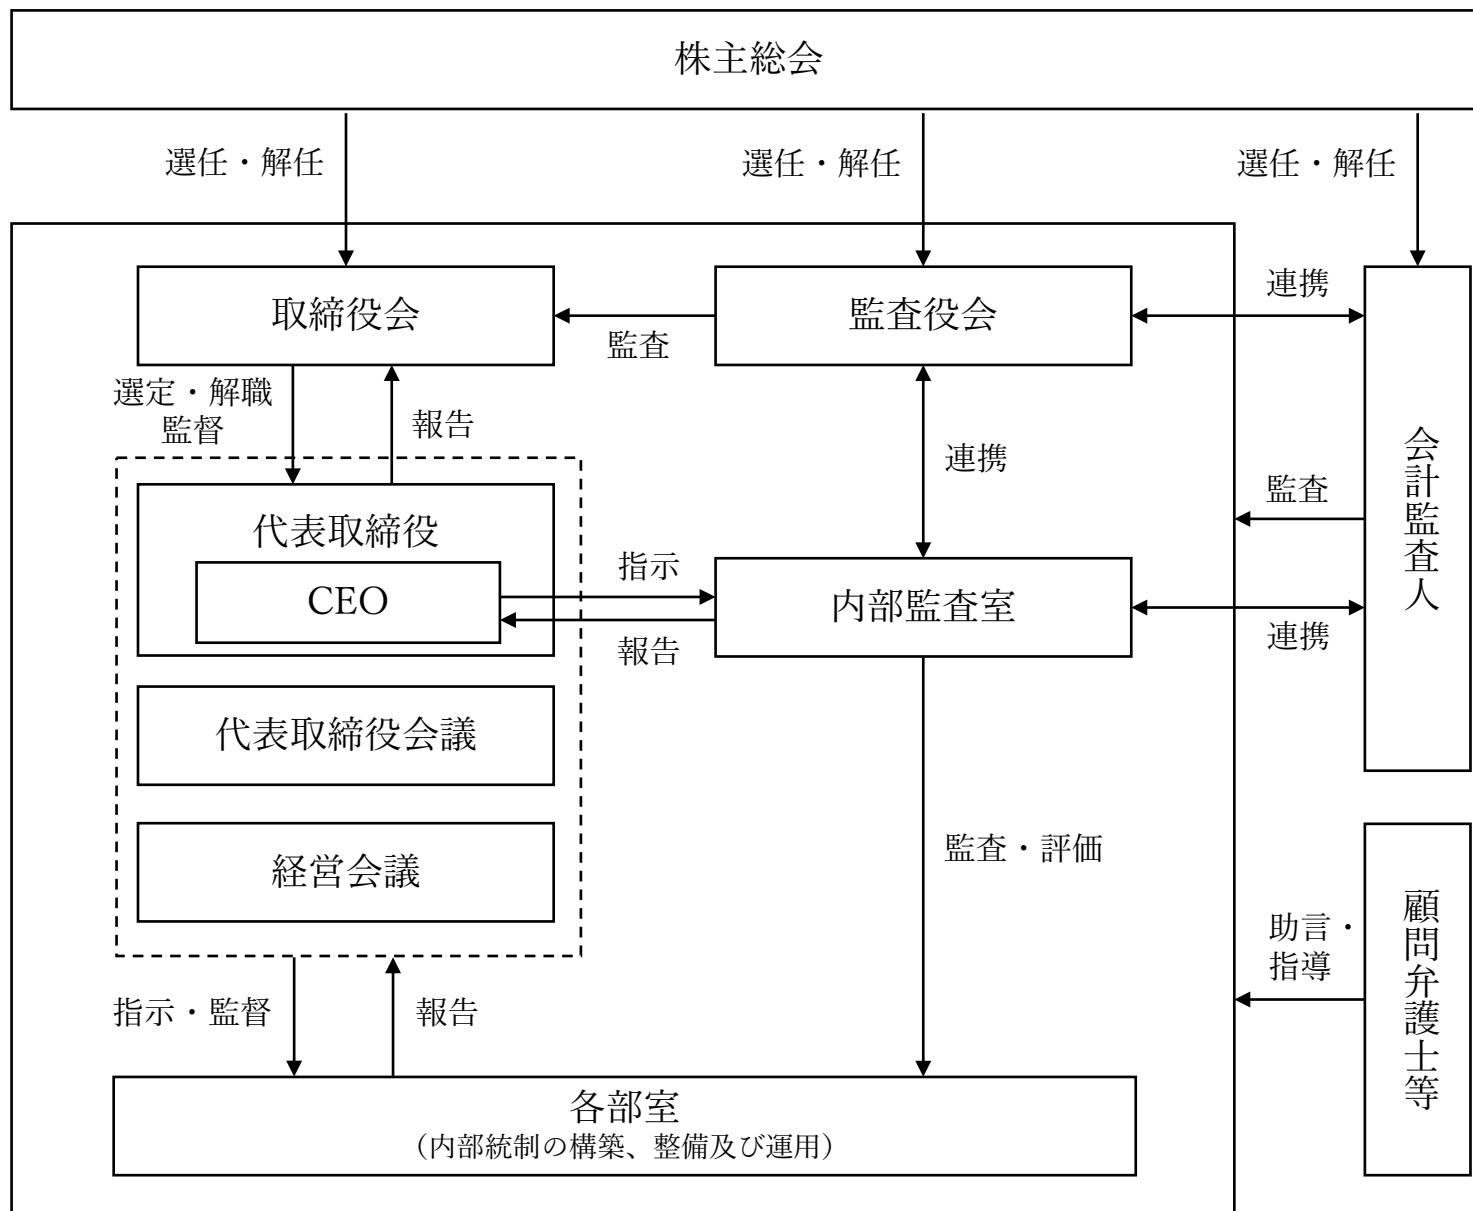 株主総会
選任・解任
選任・解任
選任・解任
取締役会
監査
監査役会
連携
選定・解職
監督
報告
連携
会計監査人
監査
代表取締役
CEO
指示
報告
内部監査室
連携
代表取締役会議
経営会議
監査・評価
助言・
指導
顧問弁護士等
指示・監督
報告
各部室
（内部統制の構築、整備及び運用）